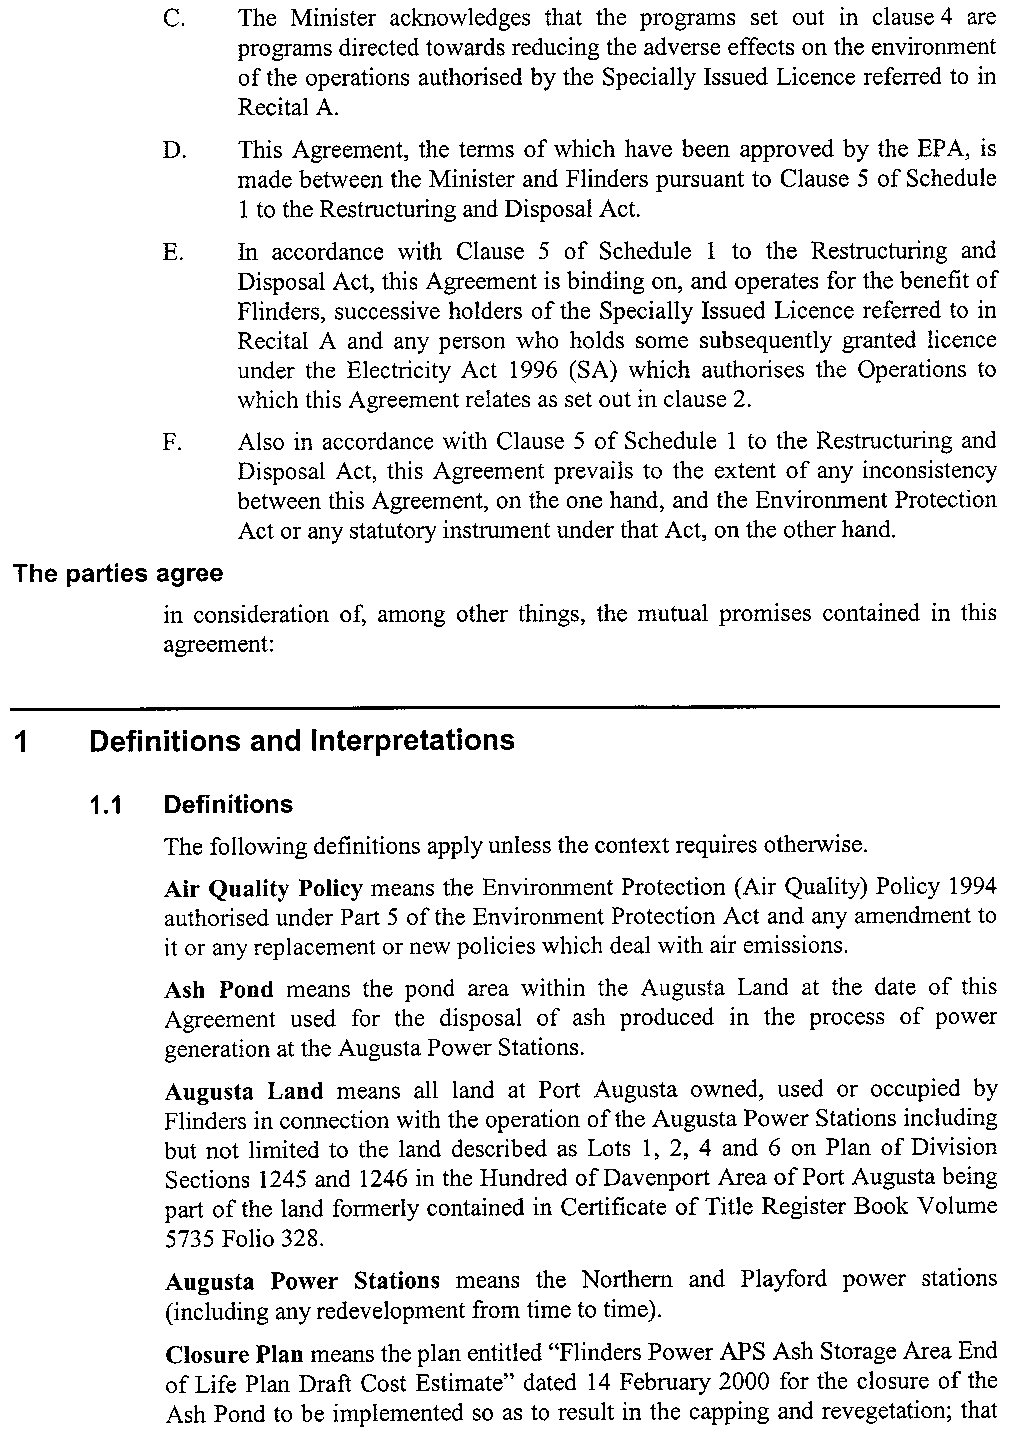 C. The Minister acknowledges that the programs set out in clause 4 are
programs directed towards reducing the adverse effects on the environment
of the operations authorised by the Specially Issued Licence referred to in
Recital A.
D. This Agreement, the terms of which have been approved by the EPA, is
made between the Minister and Flinders pursuant to Clause 5 of Schedule
1 to the Restructuring and Disposal Act.
E. In accordance with Clause 5 of Schedule 1 to the Restructuring and
Disposal Act, this Agreement is binding on, and operates for the benefit of
Flinders, successive holders of the Specially Issued Licence referred to in
Recital A and any person who holds some subsequently granted licence
under the Electricity Act 1996 (SA) which authorises the Operations to
which this Agreement relates as set out in clause 2.
F. Also in accordance with Clause 5 of Schedule 1 to the Restructuring and
Disposal Act, this Agreement prevails to the extent of any inconsistency
between this Agreement, on the one hand, and the Environment Protection
Act or any statutory instrument under that Act, on the other hand.
The parties agree
in consideration of, among other things, the mutual promises contained in this
agreement:
1 Definitions and Interpretations
1.1 Definitions
The following definitions apply unless the context requires otherwise.
Air Quality Policy means the Environment Protection (Air Quality) Policy 1994
authorised under Part 5 of the Environment Protection Act and any amendment to
it or any replacement or new policies which deal with air emissions.
Ash Pond means the pond area within the Augusta Land at the date of this
Agreement used for the disposal of ash produced in the process of power
generation at the Augusta Power Stations.
Augusta Land means all land at Port Augusta owned, used or occupied by
Flinders in connection with the operation of the Augusta Power Stations including
but not limited to the land described as Lots 1, 2, 4 and 6 on Plan of Division
Sections 1245 and 1246 in the Hundred of Davenport Area of Port Augusta being
part of the land formerly contained in Certificate of Title Register Book Volume
5735 Folio 328.
Augusta Power Stations means the Northern and Playford power stations
(including any redevelopment from time to time).
Closure Plan means the plan entitled “Flinders Power APS Ash Storage Area End
of Life Plan Draft Cost Estimate” dated 14 February 2000 for the closure of the
Ash Pond to be implemented so as to result in the capping and revegetation; that